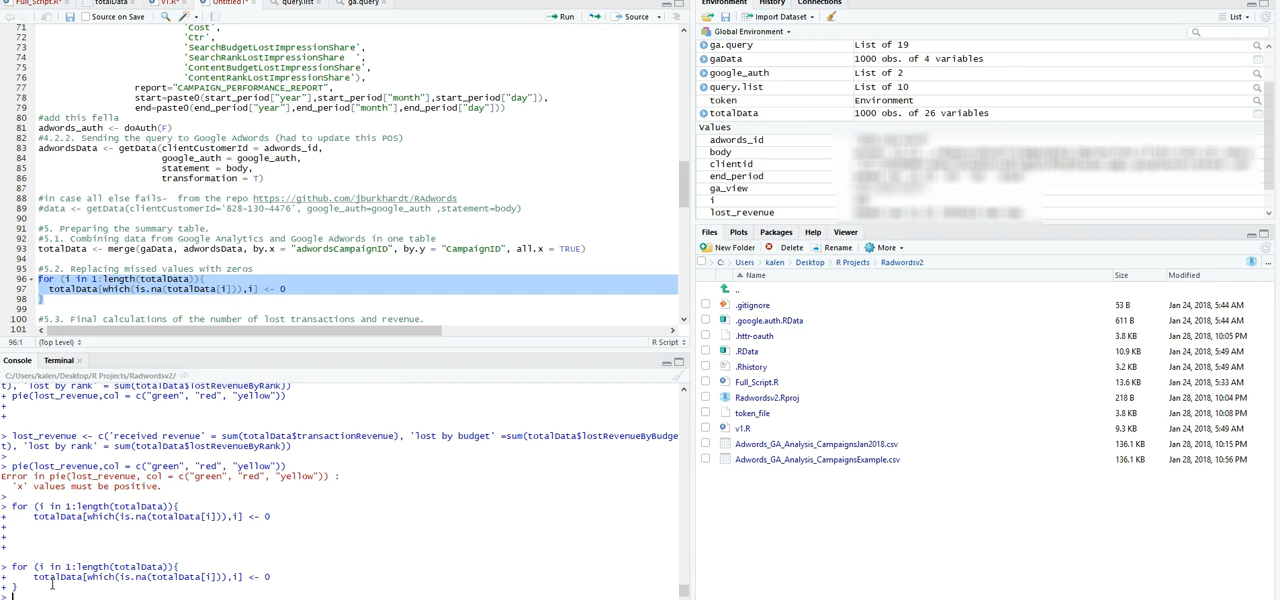 Full_Script.R* × totalData × v1.R* × Untitled1* × query.list × ga.query ×
Source on Save Run Source
71 'Cost',
72 'Ctr',
73 'SearchBudgetLostImpressionShare',
74 'SearchRankLostImpressionShare ',
75 'ContentBudgetLostImpressionShare',
76 'ContentRankLostImpressionShare'),
77 report="CAMPAIGN_PERFORMANCE_REPORT",
78 start=paste0(start_period["year"],start_period["month"],start_period["day"]),
79 end=paste0(end_period["year"],end_period["month"],end_period["day"]))
80 #add this fella
81 adwords_auth <- doAuth(F)
82 #4.2.2. Sending the query to Google Adwords (had to update this POS)
83 adwordsData <- getData(clientCustomerId = adwords_id,
84 google_auth = google_auth,
85 statement = body,
86 transformation = T)
87
88 #in case all else fails- from the repo https://github.com/jburkhardt/RAdwords
89 #data <- getData(clientCustomerId='828-130-4476', google_auth=google_auth ,statement=body)
90
91 #5. Preparing the summary table.
92 #5.1. Combining data from Google Analytics and Google Adwords in one table
93 totalData <- merge(gaData, adwordsData, by.x = "adwordsCampaignID", by.y = "CampaignID", all.x = TRUE)
94
95 #5.2. Replacing missed values with zeros
96 for (i in 1:length(totalData)){
97 totalData[which(is.na(totalData[i])),i] <- 0
98 }
99
100 #5.3. Final calculations of the number of lost transactions and revenue.
101
96:1 (Top Level) R Script
Console Terminal ×
C:/Users/kalen/Desktop/R Projects/Radwordsv2/
t), 'lost by rank' = sum(totalData$lostRevenueByRank))
+ pie(lost_revenue,col = c("green", "red", "yellow"))
+
+
> lost_revenue <- c('received revenue' = sum(totalData$transactionRevenue), 'lost by budget' =sum(totalData$lostRevenueByBudge
t), 'lost by rank' = sum(totalData$lostRevenueByRank))
>
> pie(lost_revenue,col = c("green", "red", "yellow"))
Error in pie(lost_revenue, col = c("green", "red", "yellow")) :
'x' values must be positive.
>
> for (i in 1:length(totalData)){
+ totalData[which(is.na(totalData[i])),i] <- 0
+
+
+
> for (i in 1:length(totalData)){
+ totalData[which(is.na(totalData[i])),i] <- 0
+ }
>
Environment History Connections
Import Dataset List
Global Environment
ga.query List of 19
gaData 1000 obs. of 4 variables
google_auth List of 2
query.list List of 10
token Environment
totalData 1000 obs. of 26 variables
Values
adwords_id
body
clientid
end_period
ga_view
i
lost_revenue
Files Plots Packages Help Viewer
New Folder Delete Rename More
C: Users kalen Desktop R Projects Radwordsv2 ...
Name Size Modified
..
.gitignore 53 B Jan 24, 2018, 5:44 AM
.google.auth.RData 611 B Jan 24, 2018, 5:44 AM
.httr-oauth 3.8 KB Jan 28, 2018, 10:05 PM
.RData 10.9 KB Jan 24, 2018, 5:49 AM
.Rhistory 3.2 KB Jan 24, 2018, 5:49 AM
Full_Script.R 13.6 KB Jan 24, 2018, 5:33 AM
Radwordsv2.Rproj 218 B Jan 28, 2018, 10:04 PM
token_file 3.8 KB Jan 28, 2018, 10:08 PM
v1.R 9.3 KB Jan 24, 2018, 5:49 AM
Adwords_GA_Analysis_CampaignsJan2018.csv 136.1 KB Jan 28, 2018, 10:15 PM
Adwords_GA_Analysis_CampaignsExample.csv 136.1 KB Jan 28, 2018, 10:56 PM